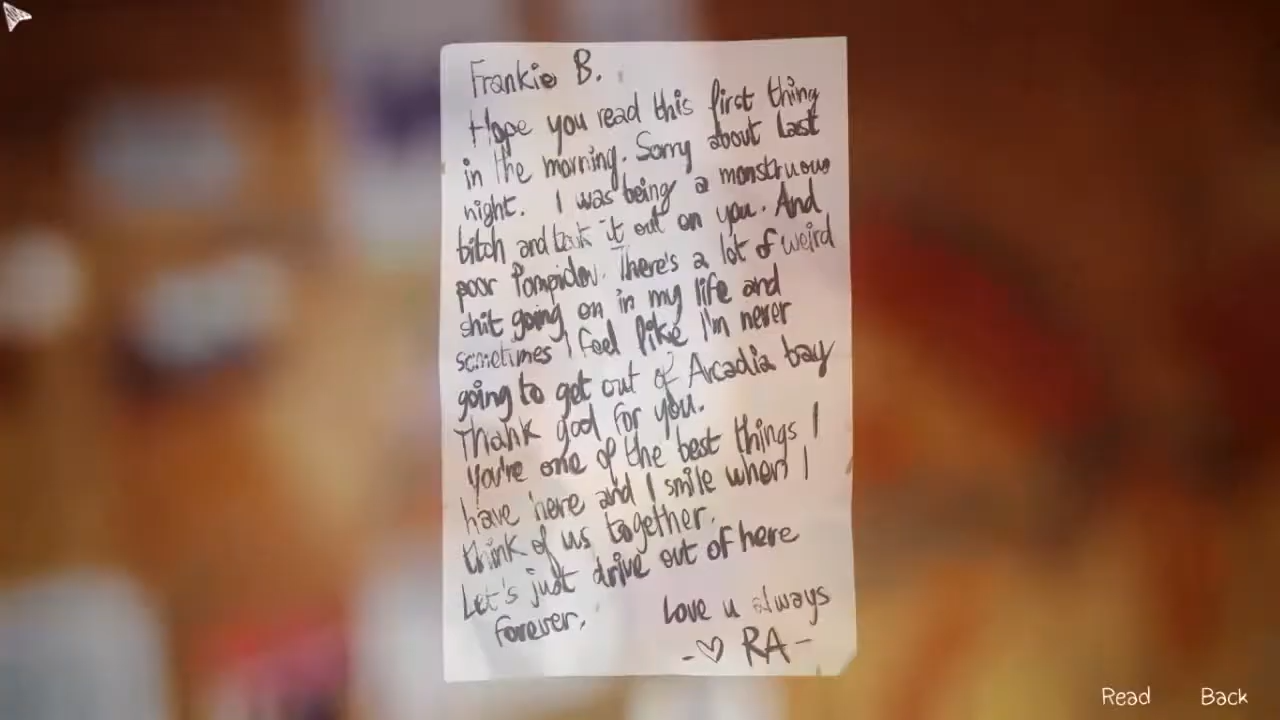 Frankie B.
Hope you read this first thing
in the morning. Sorry about last
night. I was being a monstruous
bitch and took it out on you. And
poor Pompidou. There's a lot of weird
shit going on in my life and
sometimes I feel like I'm never
going to get out of Arcadia bay
Thank god for you.
You're one of the best things I
have here and I smile when I
think of us together.
Let's just drive out of here
forever.
Love u always
-♡ RA-
Read Back